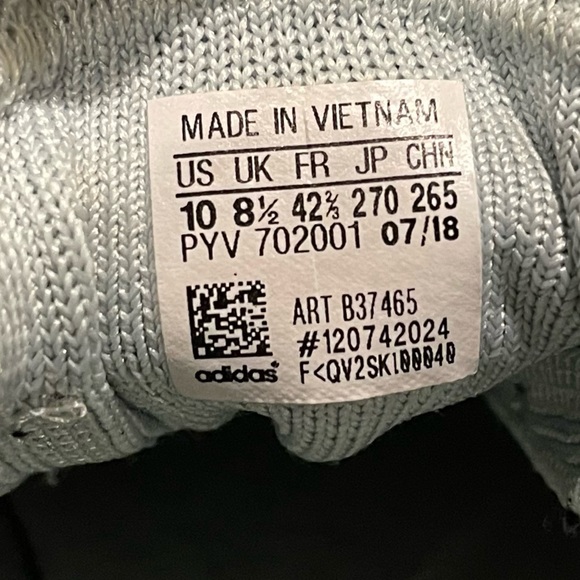 MADE IN VIETNAM
US UK FR JP CHN
10 8½ 42⅔ 270 265
PYV 702001 07/18
ART B37465
#120742024
adidas F<QV2SKL00040